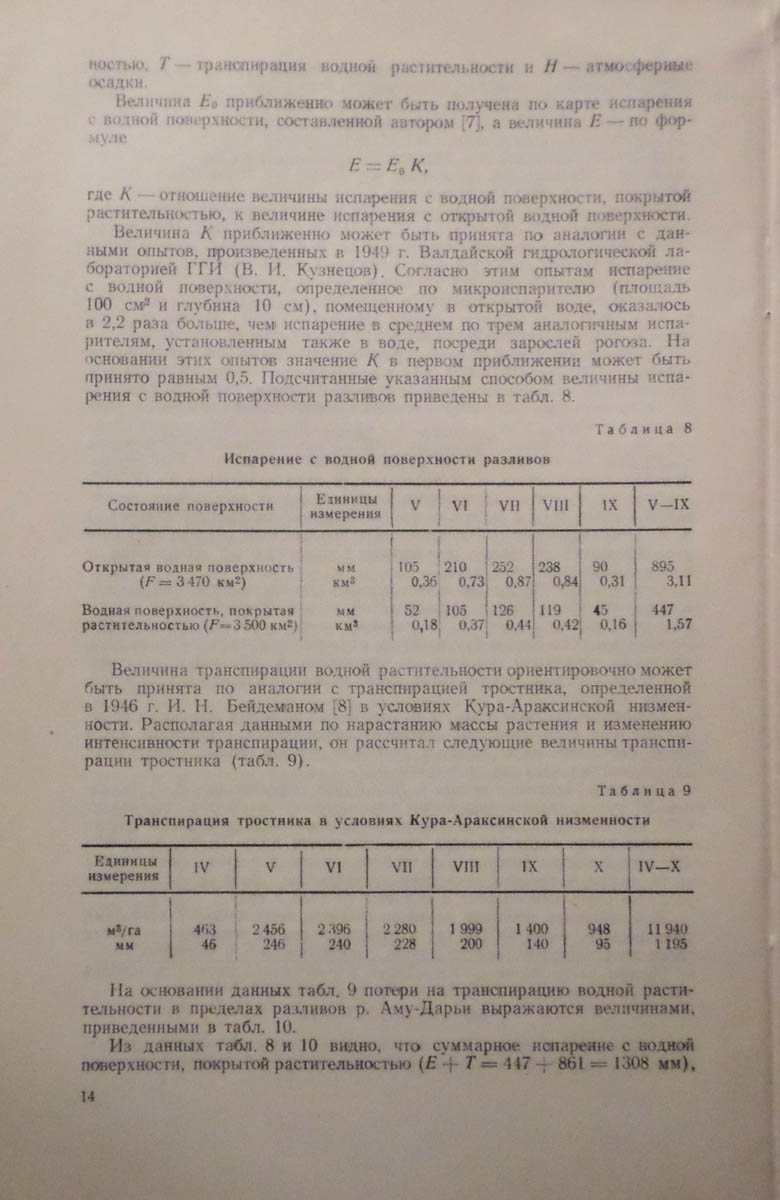 ностью, T — транспирация водной растительности и H — атмосферные
осадки.
Величина E₀ приближенно может быть получена по карте испарения
с водной поверхности, составленной автором [7], а величина E — по фор-
муле
E = E₀ K,
где K — отношение величины испарения с водной поверхности, покрытой
растительностью, к величине испарения с открытой водной поверхности.
Величина K приближенно может быть принята по аналогии с дан-
ными опытов, произведенных в 1949 г. Валдайской гидрологической ла-
бораторией ГГИ (В. И. Кузнецов). Согласно этим опытам испарение
с водной поверхности, определенное по микроиспарителю (площадь
100 см² и глубина 10 см), помещенному в открытой воде, оказалось
в 2,2 раза больше, чем испарение в среднем по трем аналогичным испа-
рителям, установленным также в воде, посреди зарослей рогоза. На
основании этих опытов значение K в первом приближении может быть
принято равным 0,5. Подсчитанные указанным способом величины испа-
рения с водной поверхности разливов приведены в табл. 8.
Таблица 8
Испарение с водной поверхности разливов
Состояние поверхности Единицы измерения V VI VII VIII IX V—IX
Открытая водная поверхность мм 105 210 252 238 90 895
(F = 3 470 км²) км³ 0,36 0,73 0,87 0,84 0,31 3,11
Водная поверхность, покрытая мм 52 105 126 119 45 447
растительностью (F=3 500 км²) км³ 0,18 0,37 0,44 0,42 0,16 1,57
Величина транспирации водной растительности ориентировочно может
быть принята по аналогии с транспирацией тростника, определенной
в 1946 г. И. Н. Бейдеманом [8] в условиях Кура-Араксинской низмен-
ности. Располагая данными по нарастанию массы растения и изменению
интенсивности транспирации, он рассчитал следующие величины транспи-
рации тростника (табл. 9).
Таблица 9
Транспирация тростника в условиях Кура-Араксинской низменности
Единицы измерения IV V VI VII VIII IX X IV—X
м³/га 463 2 456 2 396 2 280 1 999 1 400 948 11 940
мм 46 246 240 228 200 140 95 1 195
На основании данных табл. 9 потери на транспирацию водной расти-
тельности в пределах разливов р. Аму-Дарьи выражаются величинами,
приведенными в табл. 10.
Из данных табл. 8 и 10 видно, что суммарное испарение с водной
поверхности, покрытой растительностью (E + T = 447 + 861 = 1308 мм),
14